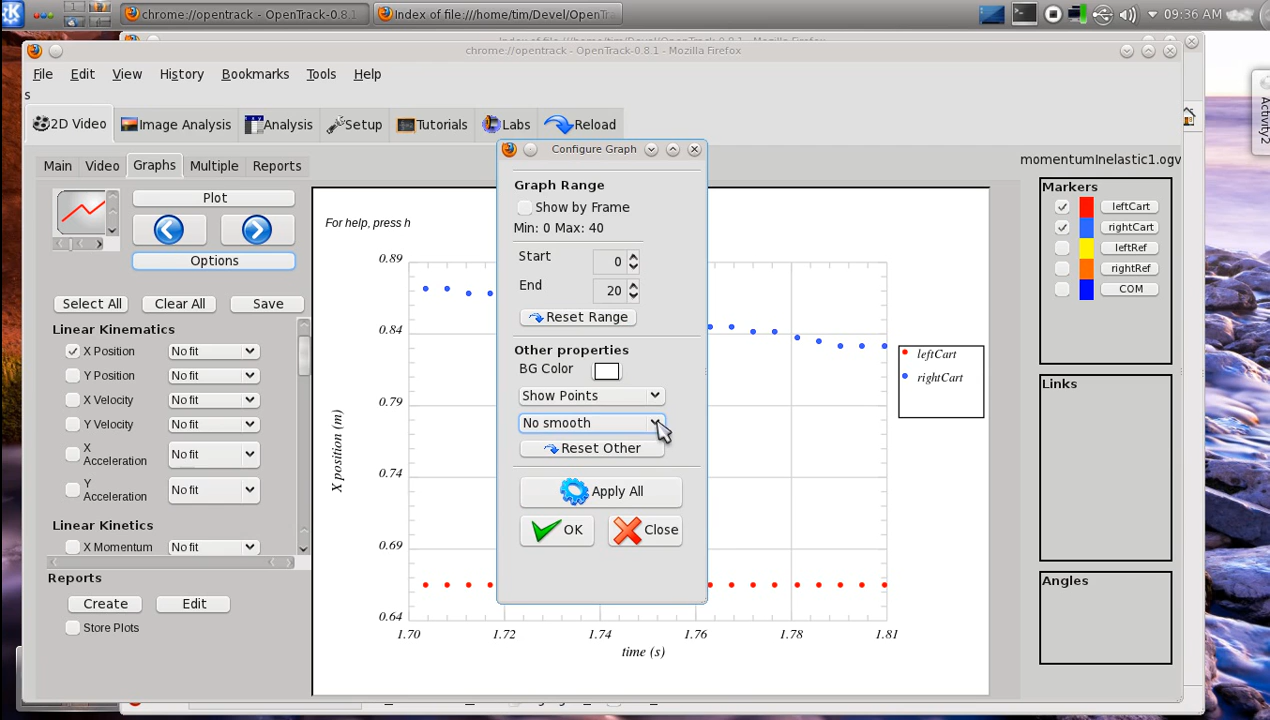 chrome://opentrack - OpenTrack-0.8.1
Index of file:///home/tim/Devel/OpenTr
09:36 AM
chrome://opentrack - OpenTrack-0.8.1 - Mozilla Firefox
File Edit View History Bookmarks Tools Help
s
2D Video Image Analysis Analysis Setup Tutorials Labs Reload
Activity2
Main Video Graphs Multiple Reports
momentumInelastic1.ogv
Plot
Options
Select All Clear All Save
Linear Kinematics
X Position No fit
Y Position No fit
X Velocity No fit
Y Velocity No fit
X Acceleration No fit
Y Acceleration No fit
Linear Kinetics
X Momentum No fit
Reports
Create Edit
Store Plots
For help, press h
0.89
0.84
0.79
0.74
0.69
0.64
X position (m)
1.70 1.72 1.74 1.76 1.78 1.81
time (s)
leftCart
rightCart
Configure Graph
Graph Range
Show by Frame
Min: 0 Max: 40
Start 0
End 20
Reset Range
Other properties
BG Color
Show Points
No smooth
Reset Other
Apply All
OK Close
Markers
leftCart
rightCart
leftRef
rightRef
COM
Links
Angles